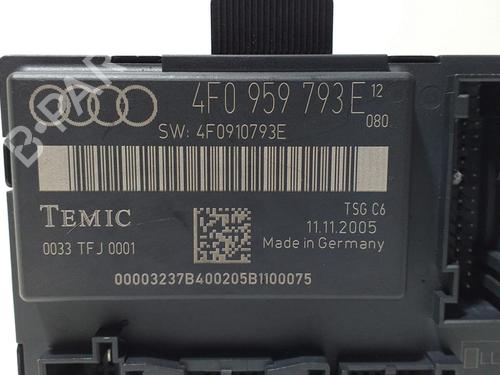 4F0 959 793 E 12
080
SW: 4F0910793E
TEMIC
TSG C6
11.11.2005
0033 TFJ 0001
Made in Germany
00003237B400205B1100075
B-PAR